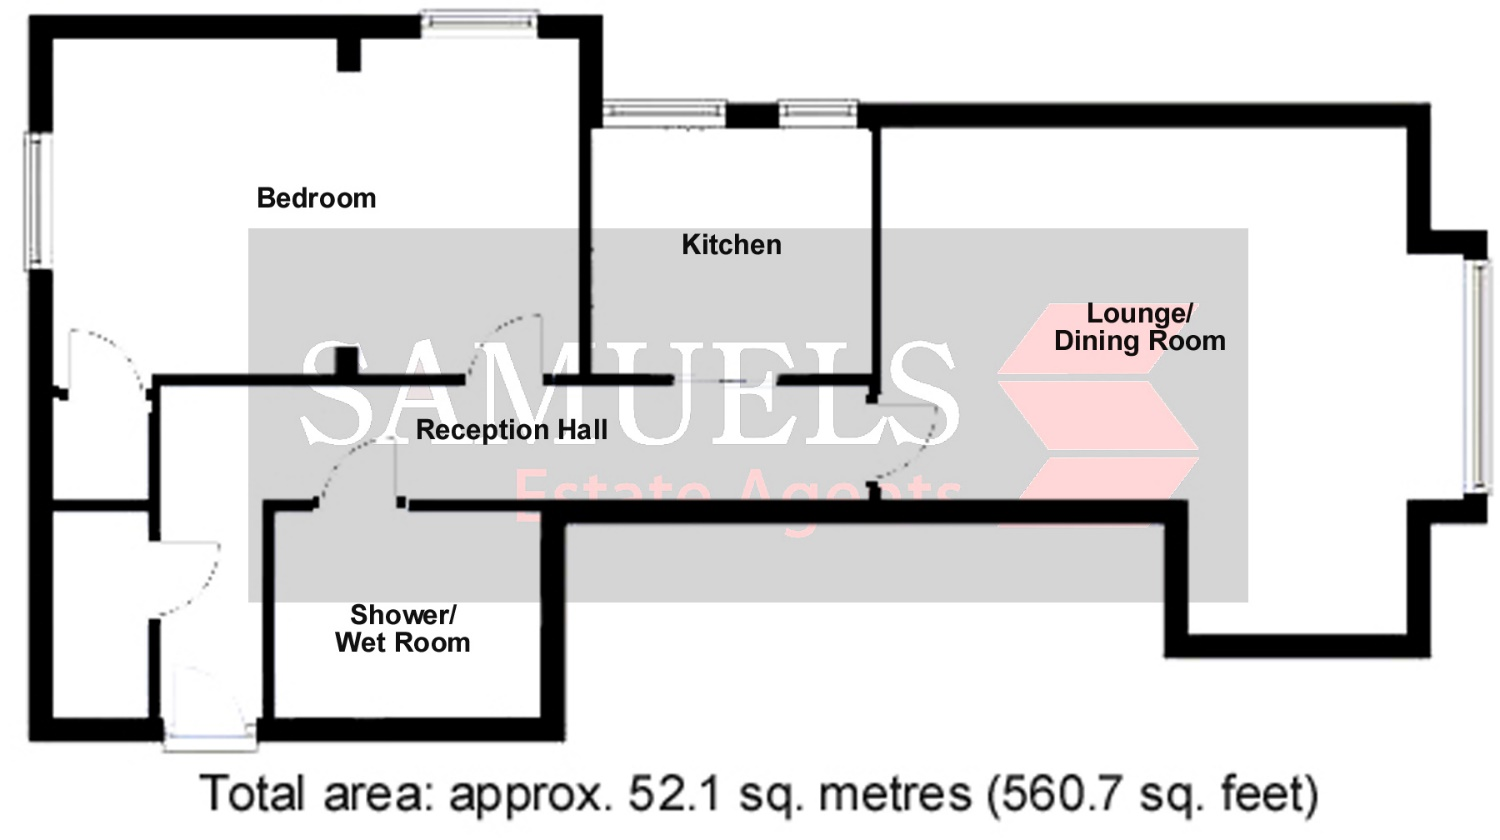 Bedroom
Kitchen
Lounge/
Dining Room
SAMUELS
Reception Hall
Estate Agents
Shower/
Wet Room
Total area: approx. 52.1 sq. metres (560.7 sq. feet)